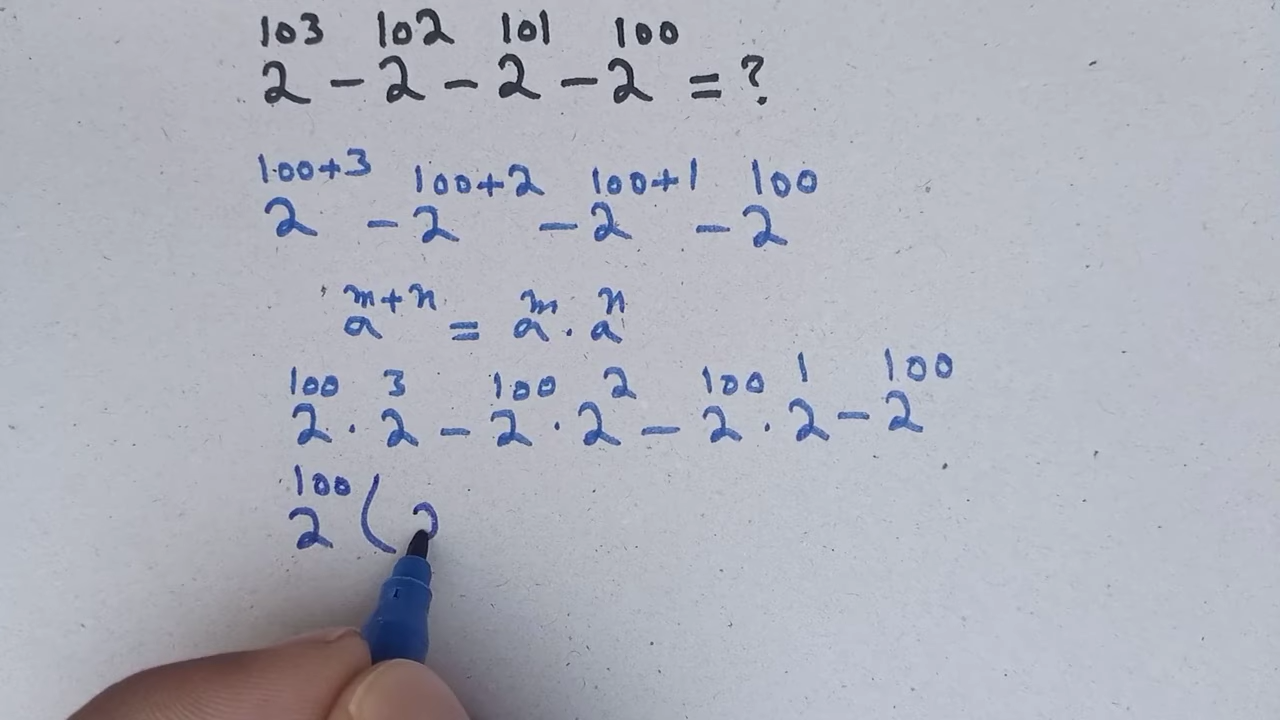 2^103 - 2^102 - 2^101 - 2^100 = ?
2^100+3 - 2^100+2 - 2^100+1 - 2^100
a^m+n = a^m . a^n
2^100 . 2^3 - 2^100 . 2^2 - 2^100 . 2^1 - 2^100
2^100 (